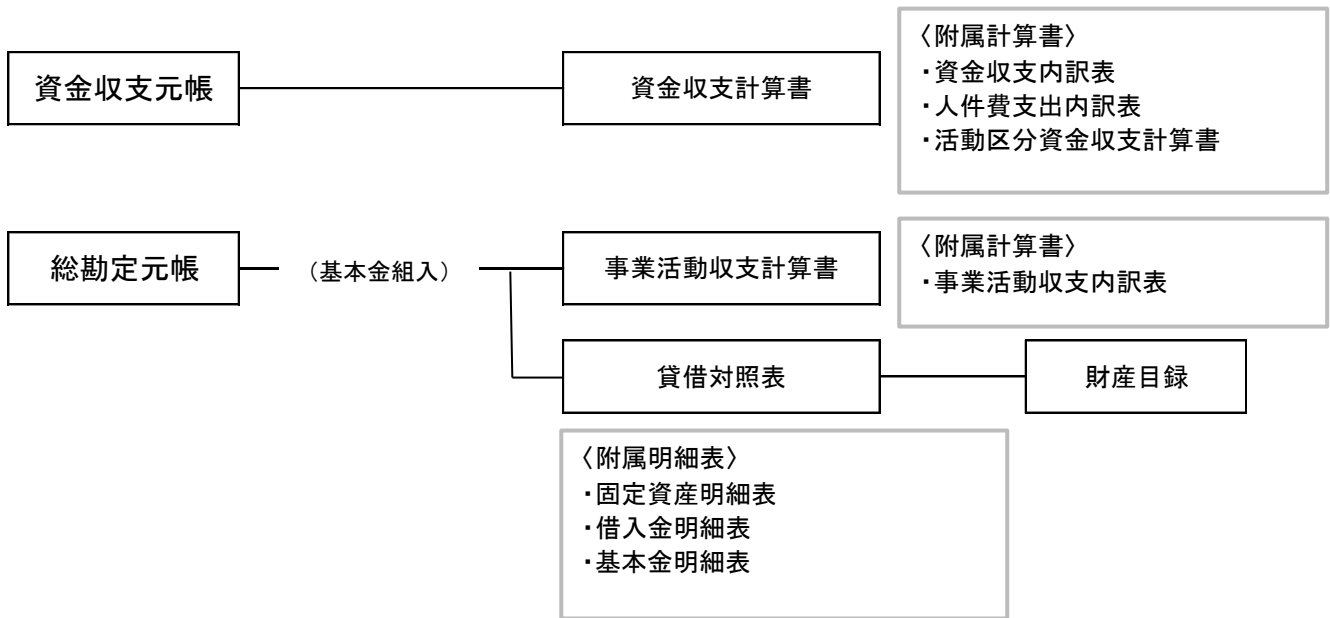 資金収支元帳
資金収支計算書
〈附属計算書〉
・資金収支内訳表
・人件費支出内訳表
・活動区分資金収支計算書
総勘定元帳
（基本金組入）
事業活動収支計算書
〈附属計算書〉
・事業活動収支内訳表
貸借対照表
財産目録
〈附属明細表〉
・固定資産明細表
・借入金明細表
・基本金明細表